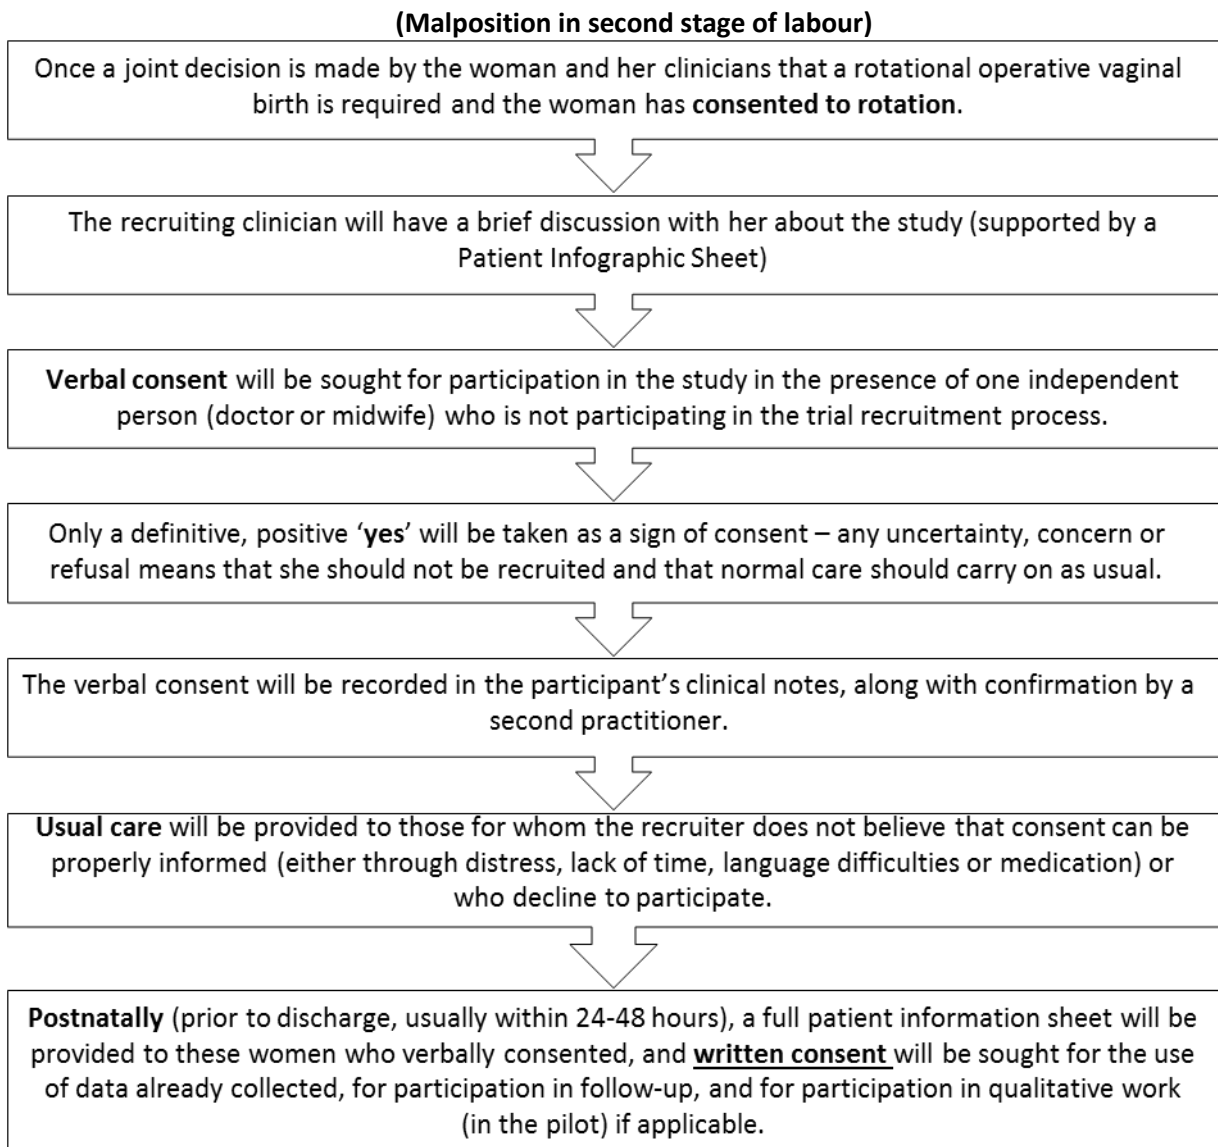 (Malposition in second stage of labour)
Once a joint decision is made by the woman and her clinicians that a rotational operative vaginal
birth is required and the woman has consented to rotation.
The recruiting clinician will have a brief discussion with her about the study (supported by a
Patient Infographic Sheet)
Verbal consent will be sought for participation in the study in the presence of one independent
person (doctor or midwife) who is not participating in the trial recruitment process.
Only a definitive, positive ‘yes’ will be taken as a sign of consent – any uncertainty, concern or
refusal means that she should not be recruited and that normal care should carry on as usual.
The verbal consent will be recorded in the participant’s clinical notes, along with confirmation by a
second practitioner.
Usual care will be provided to those for whom the recruiter does not believe that consent can be
properly informed (either through distress, lack of time, language difficulties or medication) or
who decline to participate.
Postnatally (prior to discharge, usually within 24-48 hours), a full patient information sheet will be
provided to these women who verbally consented, and written consent will be sought for the use
of data already collected, for participation in follow-up, and for participation in qualitative work
(in the pilot) if applicable.